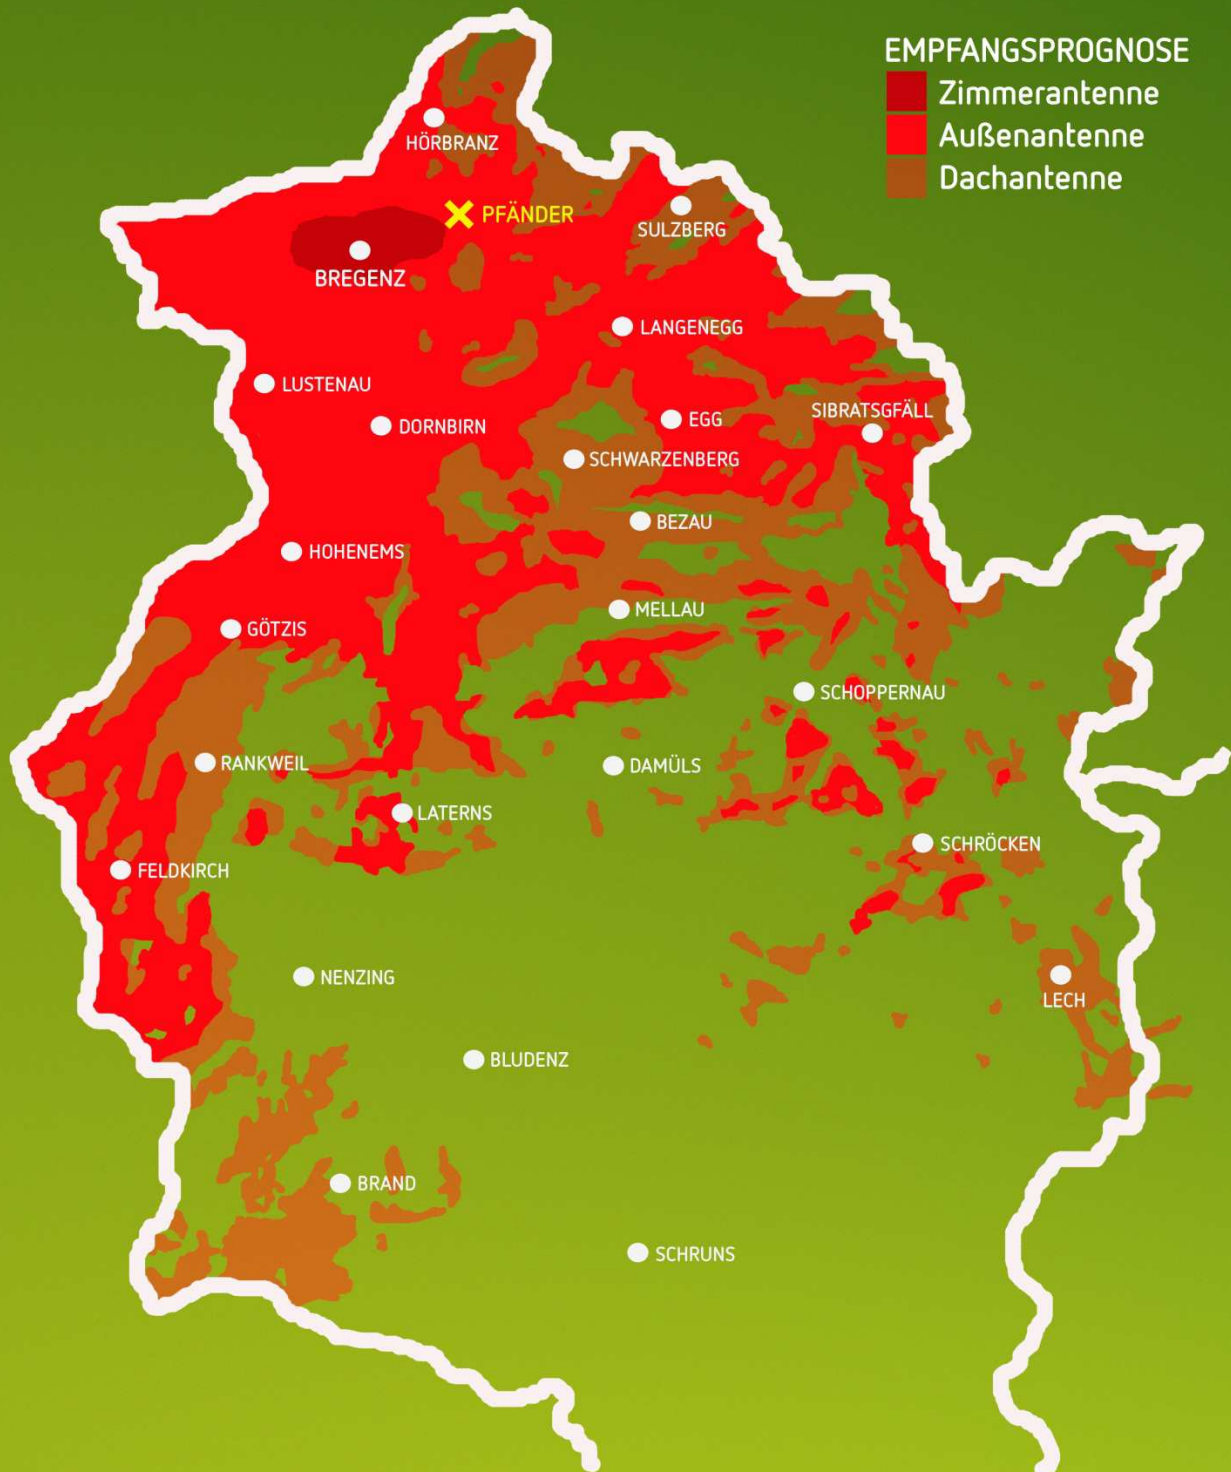 EMPFANGSPROGNOSE
Zimmerantenne
Außenantenne
Dachantenne
HÖRBRANZ
PFÄNDER
SULZBERG
BREGENZ
LANGENEGG
LUSTENAU
DORNBIRN
EGG
SIBRATSGFÄLL
SCHWARZENBERG
BEZAU
HOHENEMS
MELLAU
GÖTZIS
SCHOPPERNAU
RANKWEIL
DAMÜLS
LATERNS
SCHRÖCKEN
FELDKIRCH
NENZING
LECH
BLUDENZ
BRAND
SCHRUNS